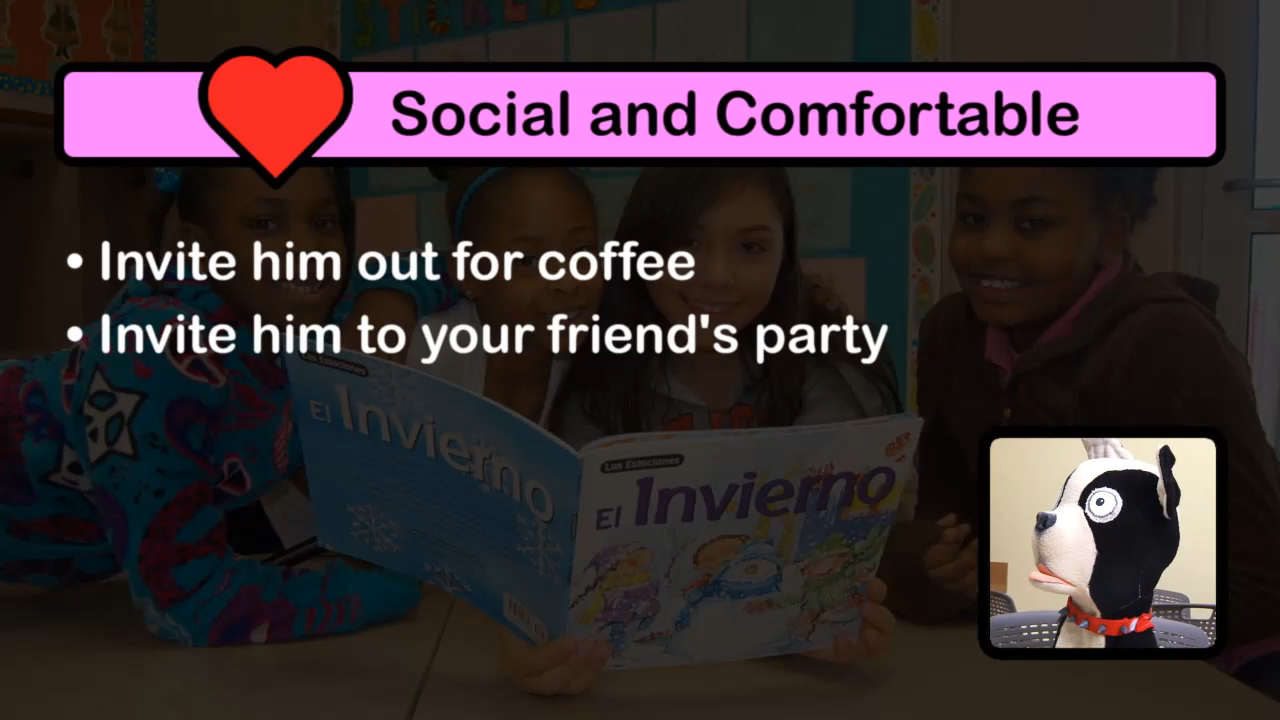 STICKERS
Social and Comfortable
• Invite him out for coffee
• Invite him to your friend's party
Las Estaciones
El Invierno
Las Estaciones
El Invierno